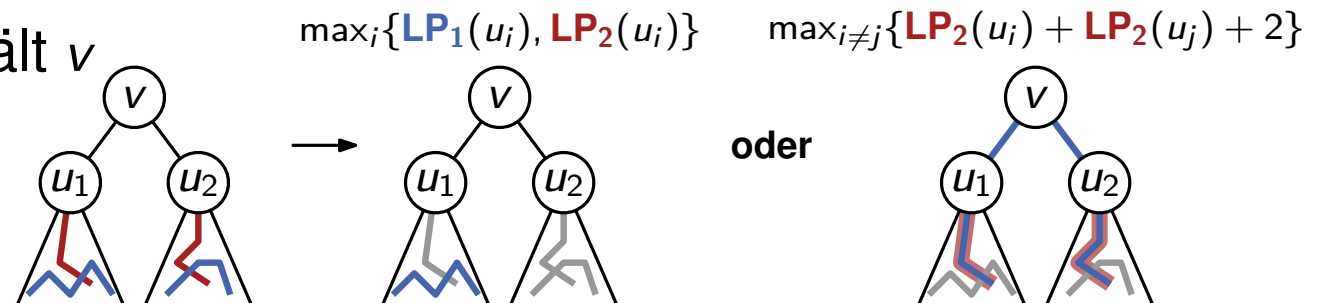 ält v
max_i{LP₁(u_i), LP₂(u_i)}
max_{i≠j}{LP₂(u_i) + LP₂(u_j) + 2}
v
v
oder
v
u₁ u₂
u₁ u₂
u₁ u₂